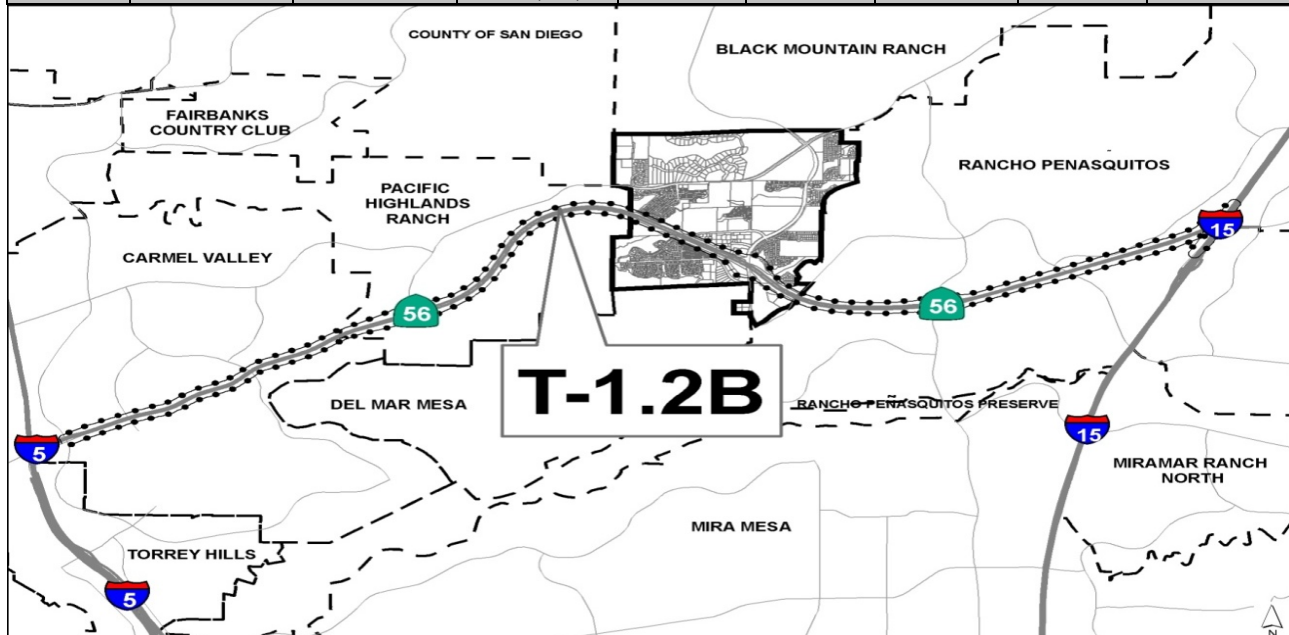 COUNTY OF SAN DIEGO
BLACK MOUNTAIN RANCH
FAIRBANKS
COUNTRY CLUB
RANCHO PENASQUITOS
PACIFIC
HIGHLANDS
RANCH
15
CARMEL VALLEY
56
56
T-1.2B
DEL MAR MESA
RANCHO PEÑASQUITOS PRESERVE
15
5
MIRAMAR RANCH
NORTH
MIRA MESA
TORREY HILLS
5
N